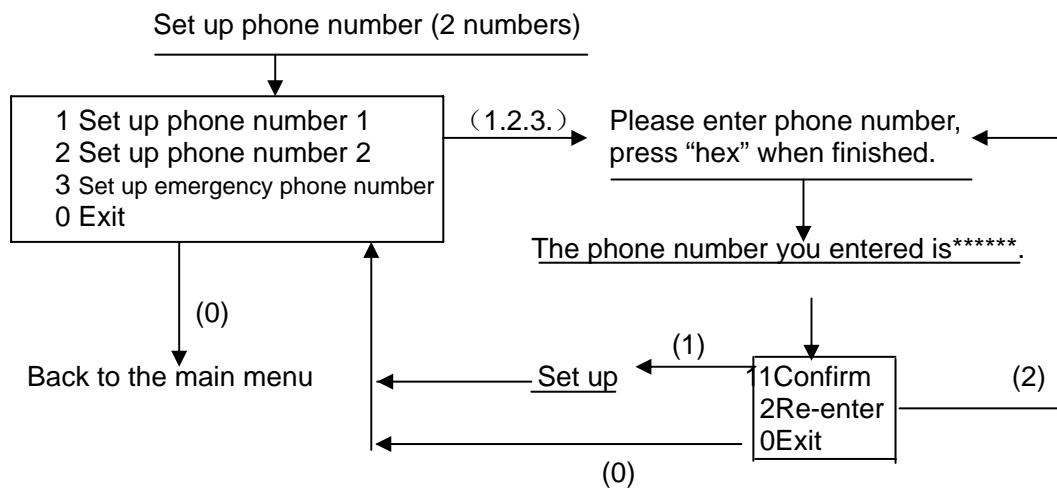 Set up phone number (2 numbers)
1 Set up phone number 1
2 Set up phone number 2
3 Set up emergency phone number
0 Exit
（1.2.3.）
Please enter phone number,
press “hex” when finished.
The phone number you entered is******.
(0)
Back to the main menu
Set up
(1)
11Confirm
2Re-enter
0Exit
(2)
(0)